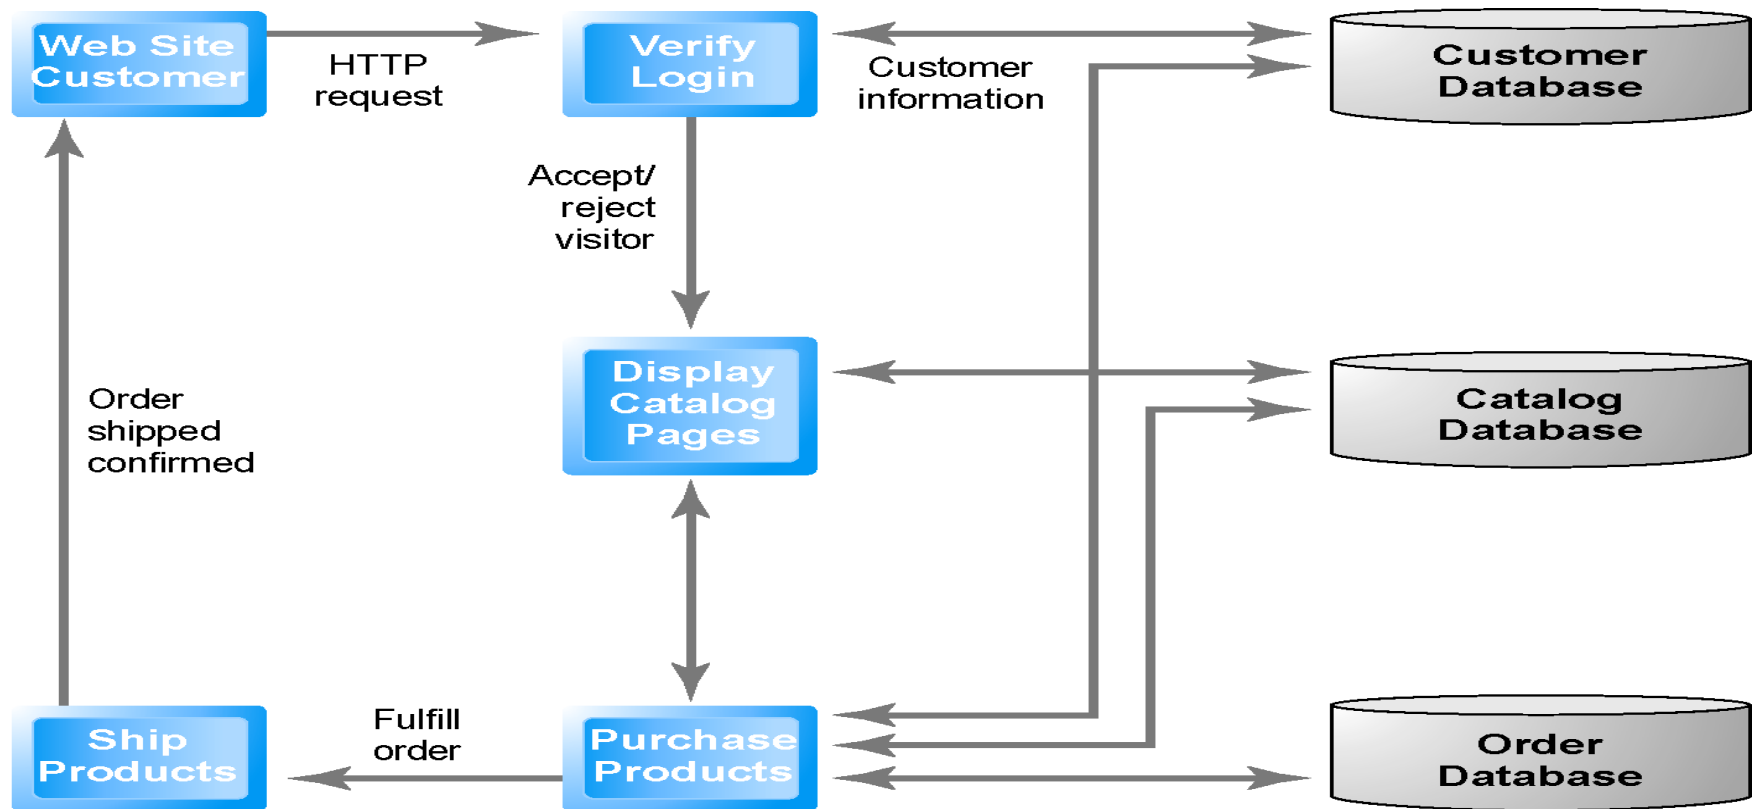 Web Site
Customer
HTTP
request
Verify
Login
Customer
information
Customer
Database
Accept/
reject
visitor
Display
Catalog
Pages
Catalog
Database
Order
shipped
confirmed
Ship
Products
Fulfill
order
Purchase
Products
Order
Database